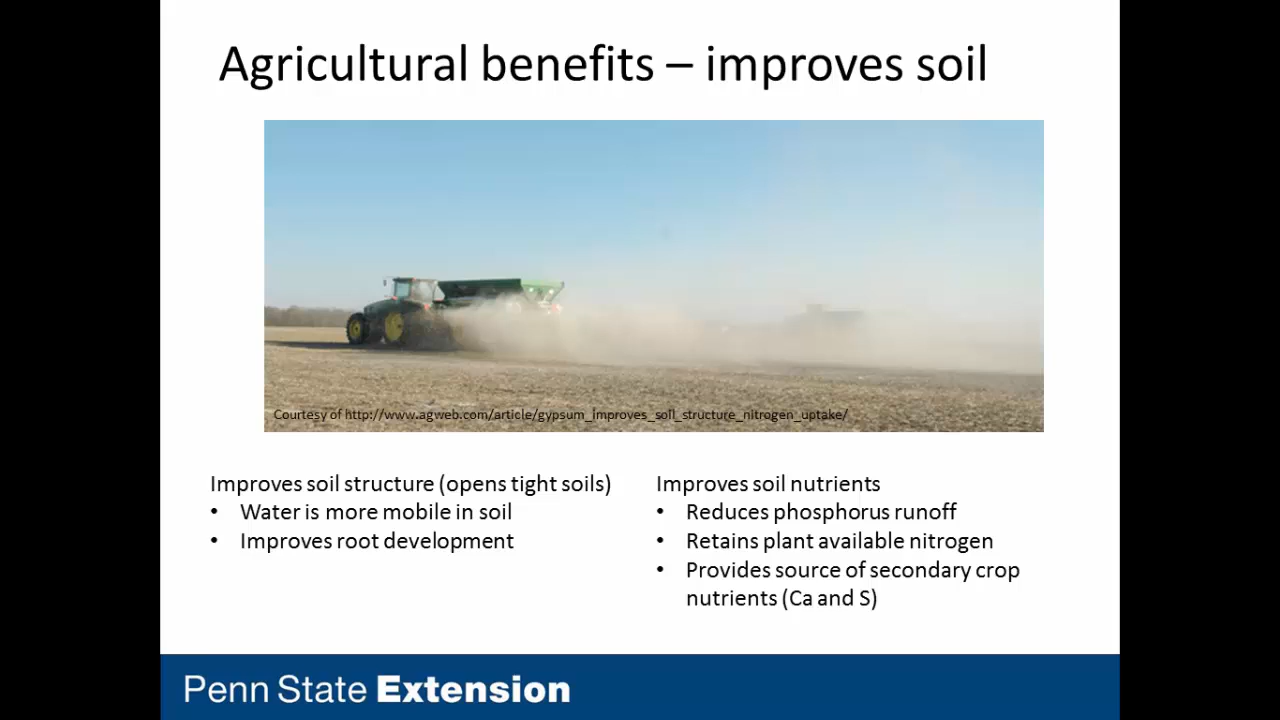 Agricultural benefits – improves soil
Courtesy of http://www.agweb.com/article/gypsum_improves_soil_structure_nitrogen_uptake/
Improves soil structure (opens tight soils)
• Water is more mobile in soil
• Improves root development
Improves soil nutrients
• Reduces phosphorus runoff
• Retains plant available nitrogen
• Provides source of secondary crop
nutrients (Ca and S)
Penn State Extension